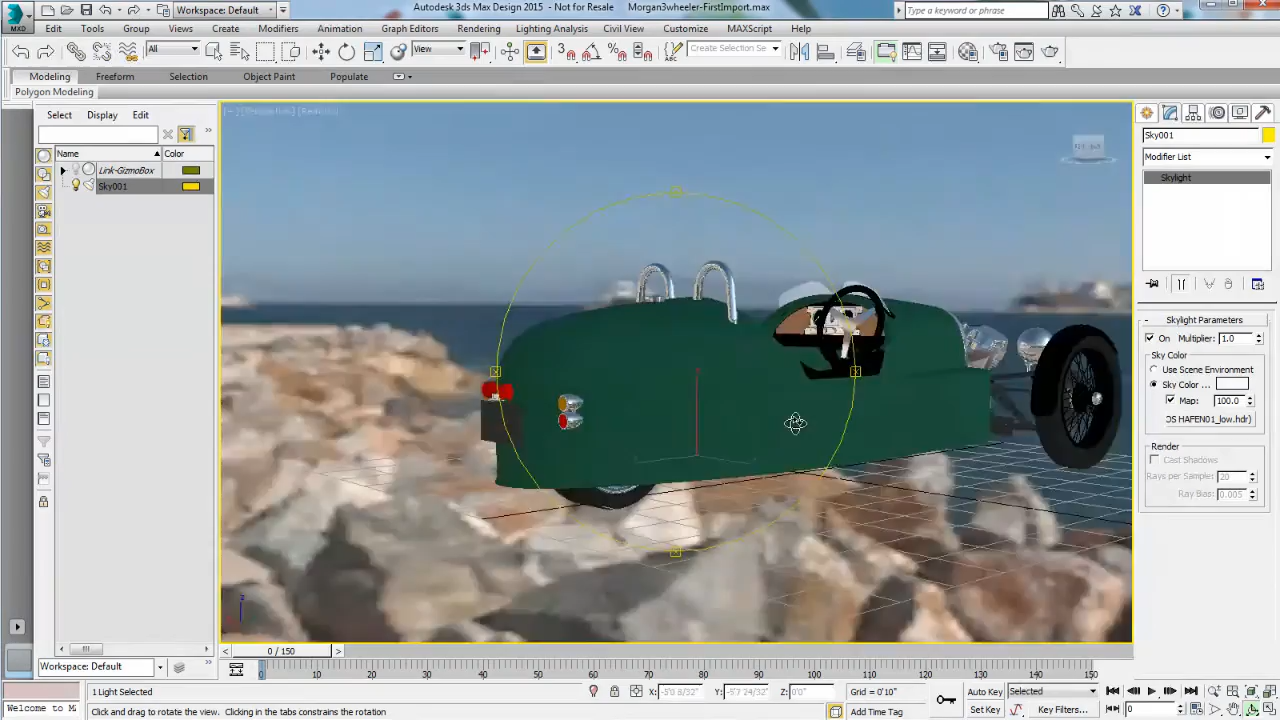 Workspace: Default
Autodesk 3ds Max Design 2015 - Not for Resale
Morgan3wheeler-FirstImport.max
Type a keyword or phrase
MXD
Edit Tools Group Views Create Modifiers Animation Graph Editors Rendering Lighting Analysis Civil View Customize MAXScript Help
All
View
Create Selection Se
Modeling Freeform Selection Object Paint Populate
Polygon Modeling
Select Display Edit
Name Color
Link-GizmoBox
Sky001
Sky001
Modifier List
Skylight
- Skylight Parameters
On Multiplier: 1.0
Sky Color
Use Scene Environment
Sky Color ...
Map: 100.0
JS HAFEN01_low.hdr)
Render
Cast Shadows
Rays per Sample: 20
Ray Bias: 0.005
z
< 0 / 150 >
Workspace: Default
0 10 20 30 40 50 60 70 80 90 100 110 120 130 140 150
1 Light Selected
X: Y: Z: 0'0"
Grid = 0'10"
Auto Key Selected
Welcome to M
Click and drag to rotate the view. Clicking in the tabs constrains the rotation
Add Time Tag
Set Key Key Filters... 0